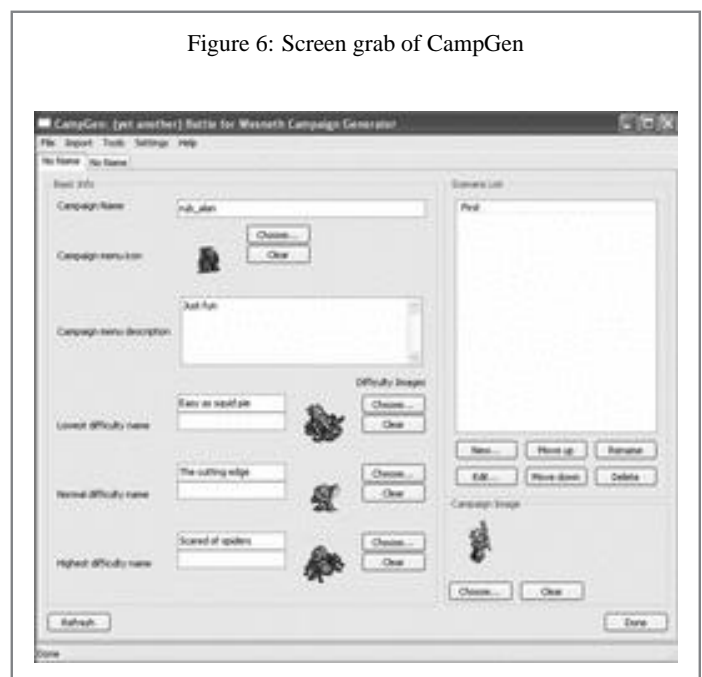 Figure 6: Screen grab of CampGen
CampGen: (yet another) Battle for Wesnoth Campaign Generator
File Import Tools Settings Help
No Name No Name
Basic Info
Campaign Name
rub_alan
Choose...
Campaign menu icon
Clear
Just fun
Campaign menu description
Difficulty Images
Easy as squid pie
Choose...
Lowest difficulty name
Clear
The cutting edge
Choose...
Normal difficulty name
Clear
Scared of spiders
Choose...
Highest difficulty name
Clear
Refresh
Scenario List
First
New... Move up Rename
Edit... Move down Delete
Campaign Image
Choose... Clear
Done
Done